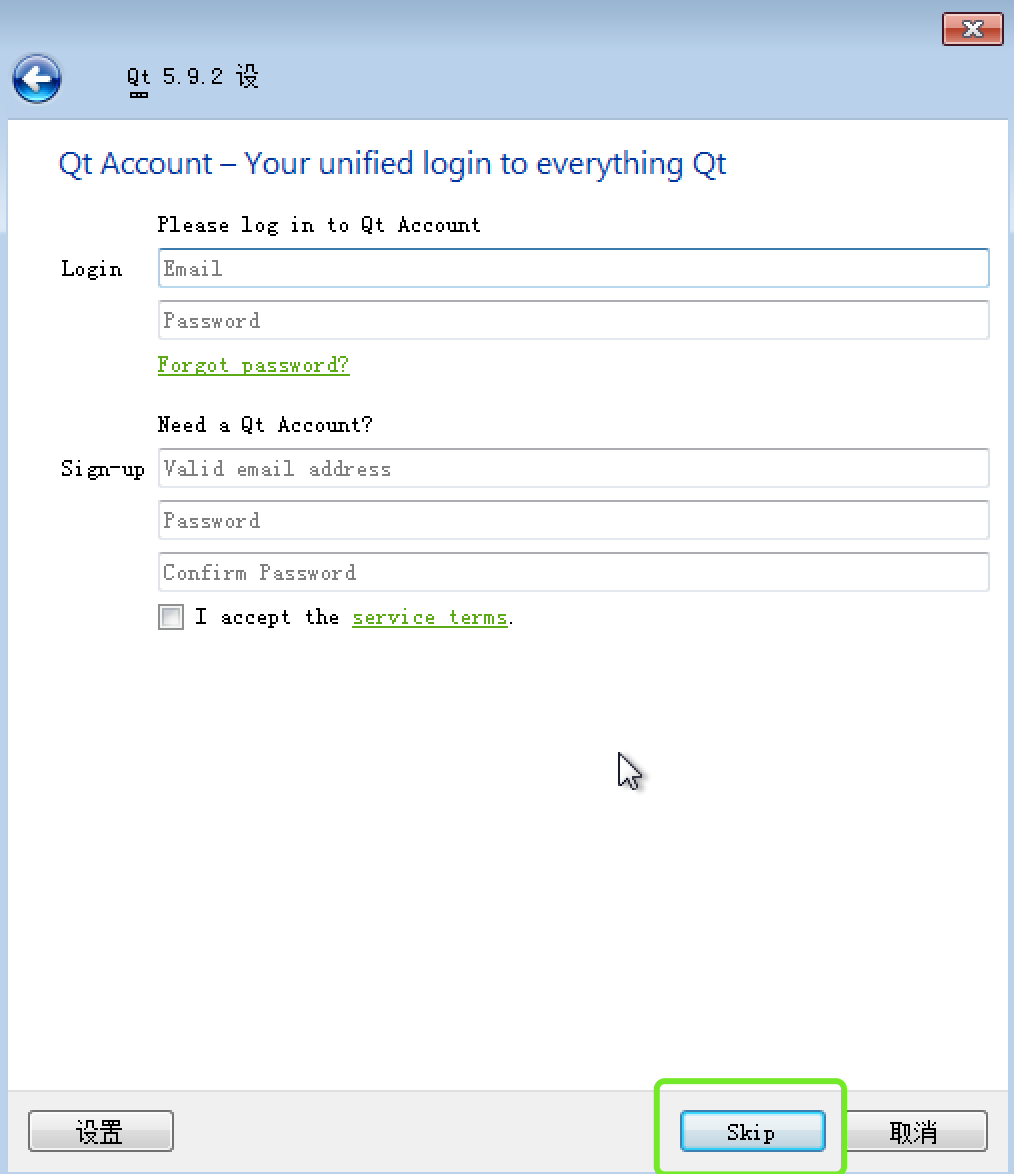 Qt 5.9.2 设
Qt Account – Your unified login to everything Qt
Please log in to Qt Account
Login
Email
Password
Forgot password?
Need a Qt Account?
Sign-up
Valid email address
Password
Confirm Password
I accept the service terms.
设置
Skip
取消